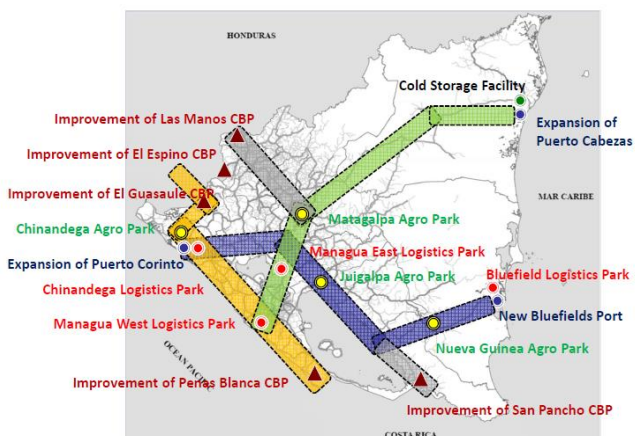 HONDURAS
Cold Storage Facility
Improvement of Las Manos CBP
Expansion of
Puerto Cabezas
Improvement of El Espino CBP
Improvement of El Guasaule CBP
MAR CARIBE
Chinandega Agro Park
Matagalpa Agro Park
Managua East Logistics Park
Expansion of Puerto Corinto
Juigalpa Agro Park
Bluefield Logistics Park
Chinandega Logistics Park
New Bluefields Port
Managua West Logistics Park
Nueva Guinea Agro Park
OCEAN PACIFIC
Improvement of Penas Blanca CBP
Improvement of San Pancho CBP
COSTA RICA